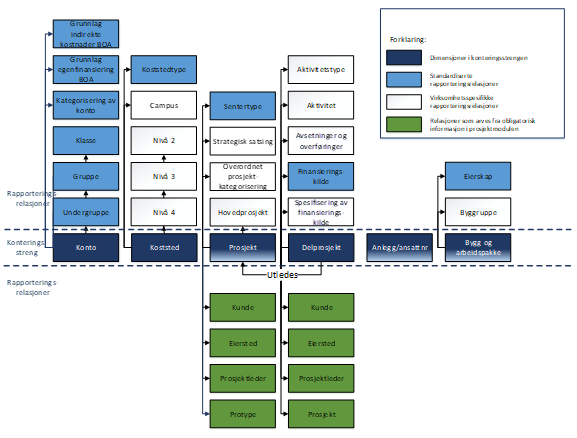 Forklaring:
Dimensjoner i konteringsstrengen
Standardiserte
rapporteringsrelasjoner
Virksomhetsspesifikke
rapporteringsrelasjoner
Relasjoner som arves fra obligatorisk
informasjon i prosjektmodulen
Grunnlag
indirekte
kostnader BOA
Grunnlag
egenfinansiering
BOA
Kategorisering av
konto
Klasse
Gruppe
Undergruppe
Konto
Koststedtype
Campus
Nivå 2
Nivå 3
Nivå 4
Koststed
Sentertype
Strategisk satsing
Overordnet
prosjekt-
kategorisering
Hovedprosjekt
Prosjekt
Aktivitetstype
Aktivitet
Avsetninger og
overføringer
Finansierings-
kilde
Spesifisering av
finansierings-
kilde
Delprosjekt
Anlegg/ansattnr
Eierskap
Byggruppe
Bygg og
arbeidspakke
Rapporterings-
relasjoner
Konterings
streng
Rapporterings-
relasjoner
Utledes
Kunde
Eiersted
Prosjektleder
Protype
Kunde
Eiersted
Prosjektleder
Prosjekt